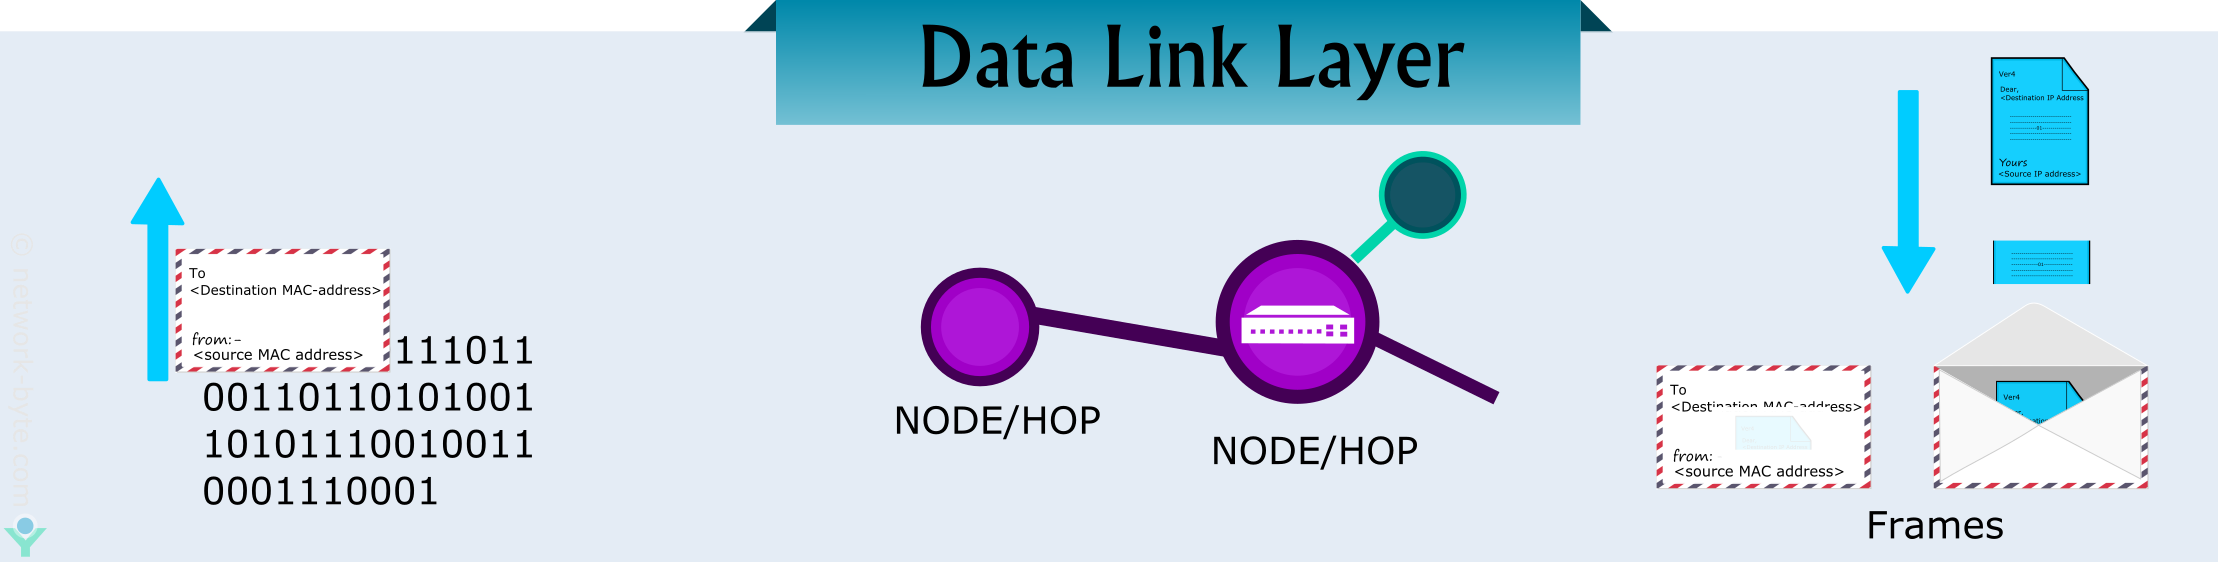 Data Link Layer
To
<Destination MAC-address>
from:-
<source MAC address>
111011
00110110101001
10101110010011
0001110001
NODE/HOP
NODE/HOP
Ver4
Dear,
<Destination IP Address
01
Yours
<Source IP address>
01
To
<Destination MAC-address>
from:
<source MAC address>
Ver4
Frames
© network-byte.com